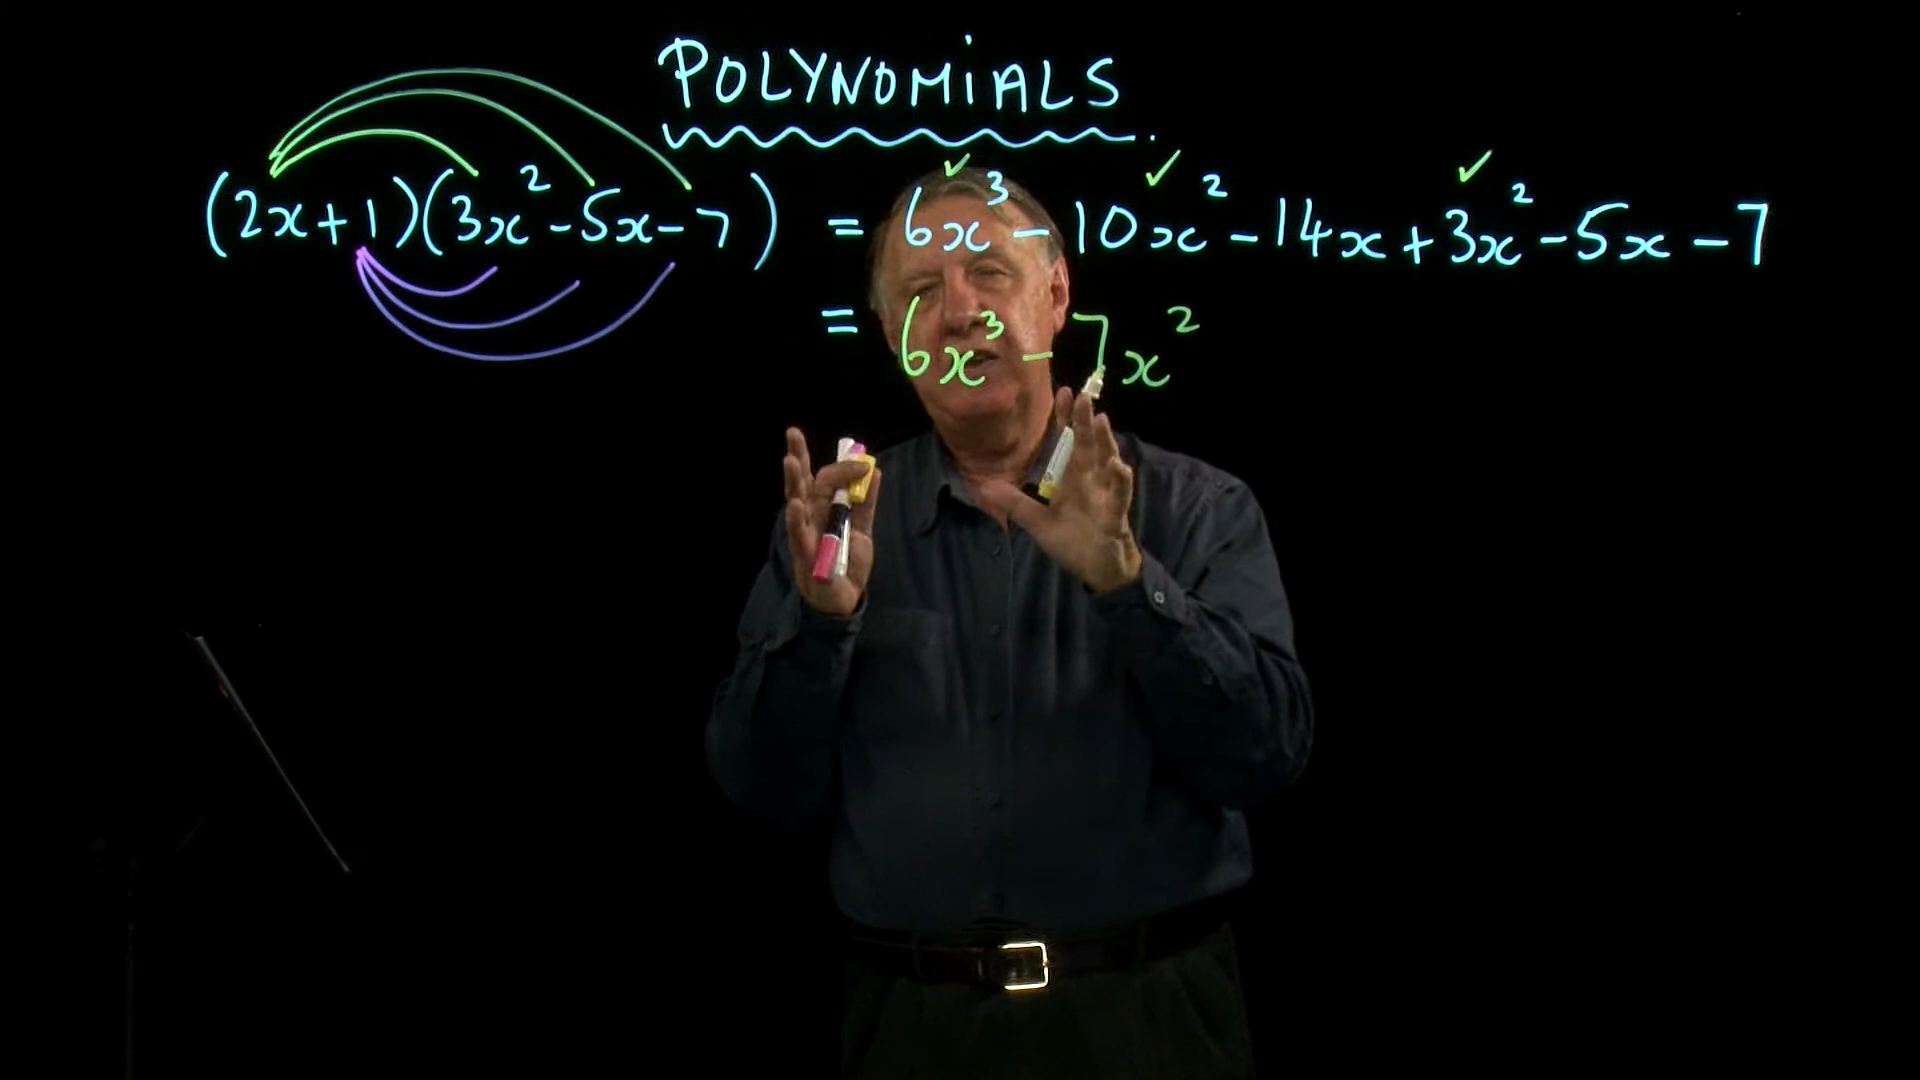 POLYNOMIALS.
(2x+1)(3x²-5x-7) = 6x³-10x²-14x+3x²-5x-7
= 6x³-7x²